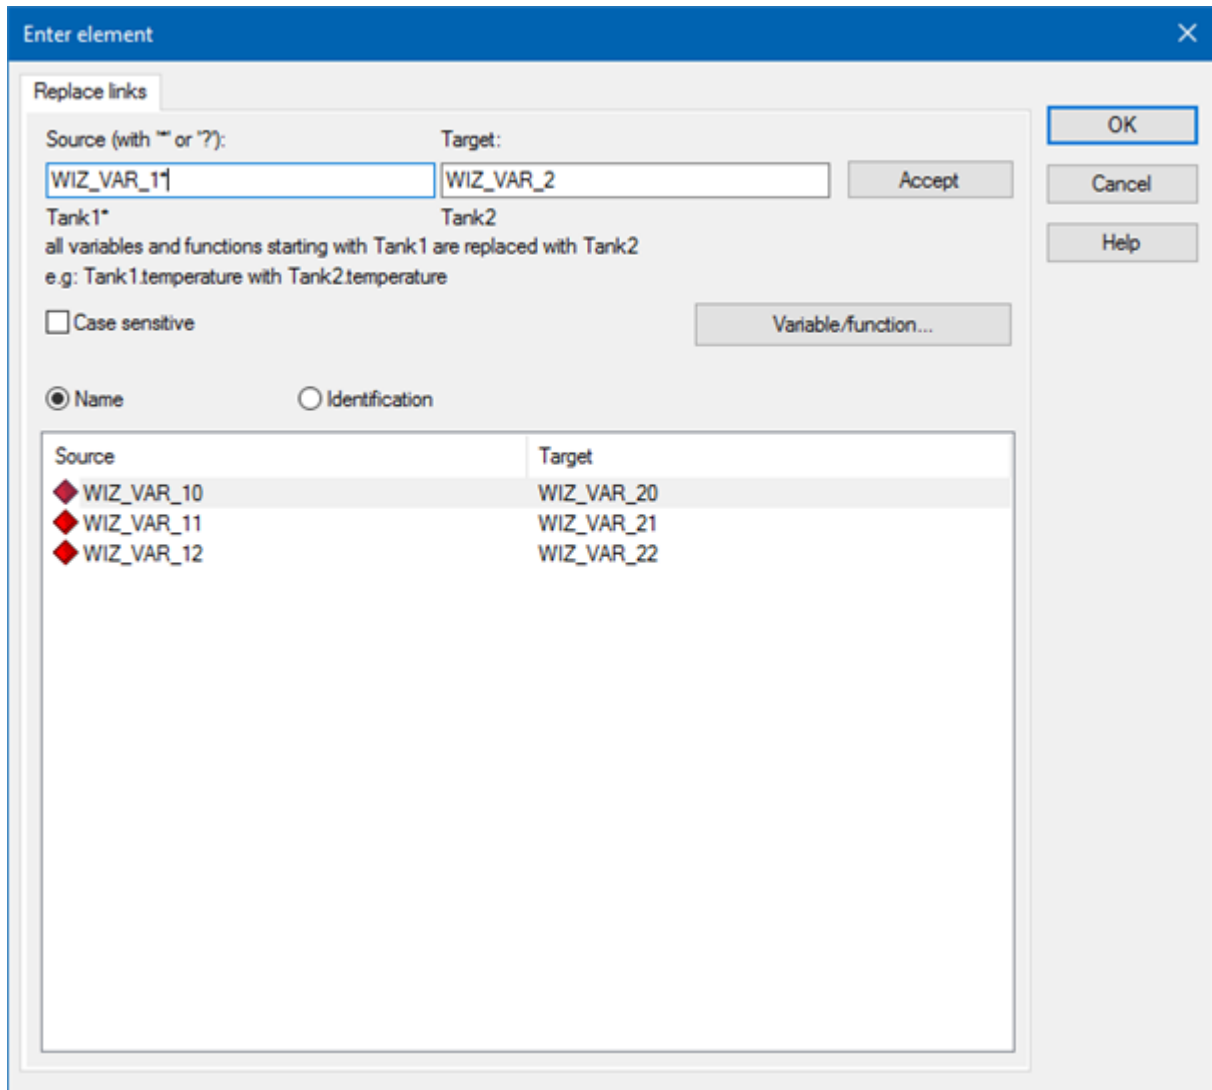 Enter element
Replace links
Source (with '*' or '?'): Target:
WIZ_VAR_1* WIZ_VAR_2 Accept
Tank1* Tank2
all variables and functions starting with Tank1 are replaced with Tank2
e.g: Tank1.temperature with Tank2.temperature
Case sensitive Variable/function...
Name Identification
Source Target
WIZ_VAR_10 WIZ_VAR_20
WIZ_VAR_11 WIZ_VAR_21
WIZ_VAR_12 WIZ_VAR_22
OK
Cancel
Help